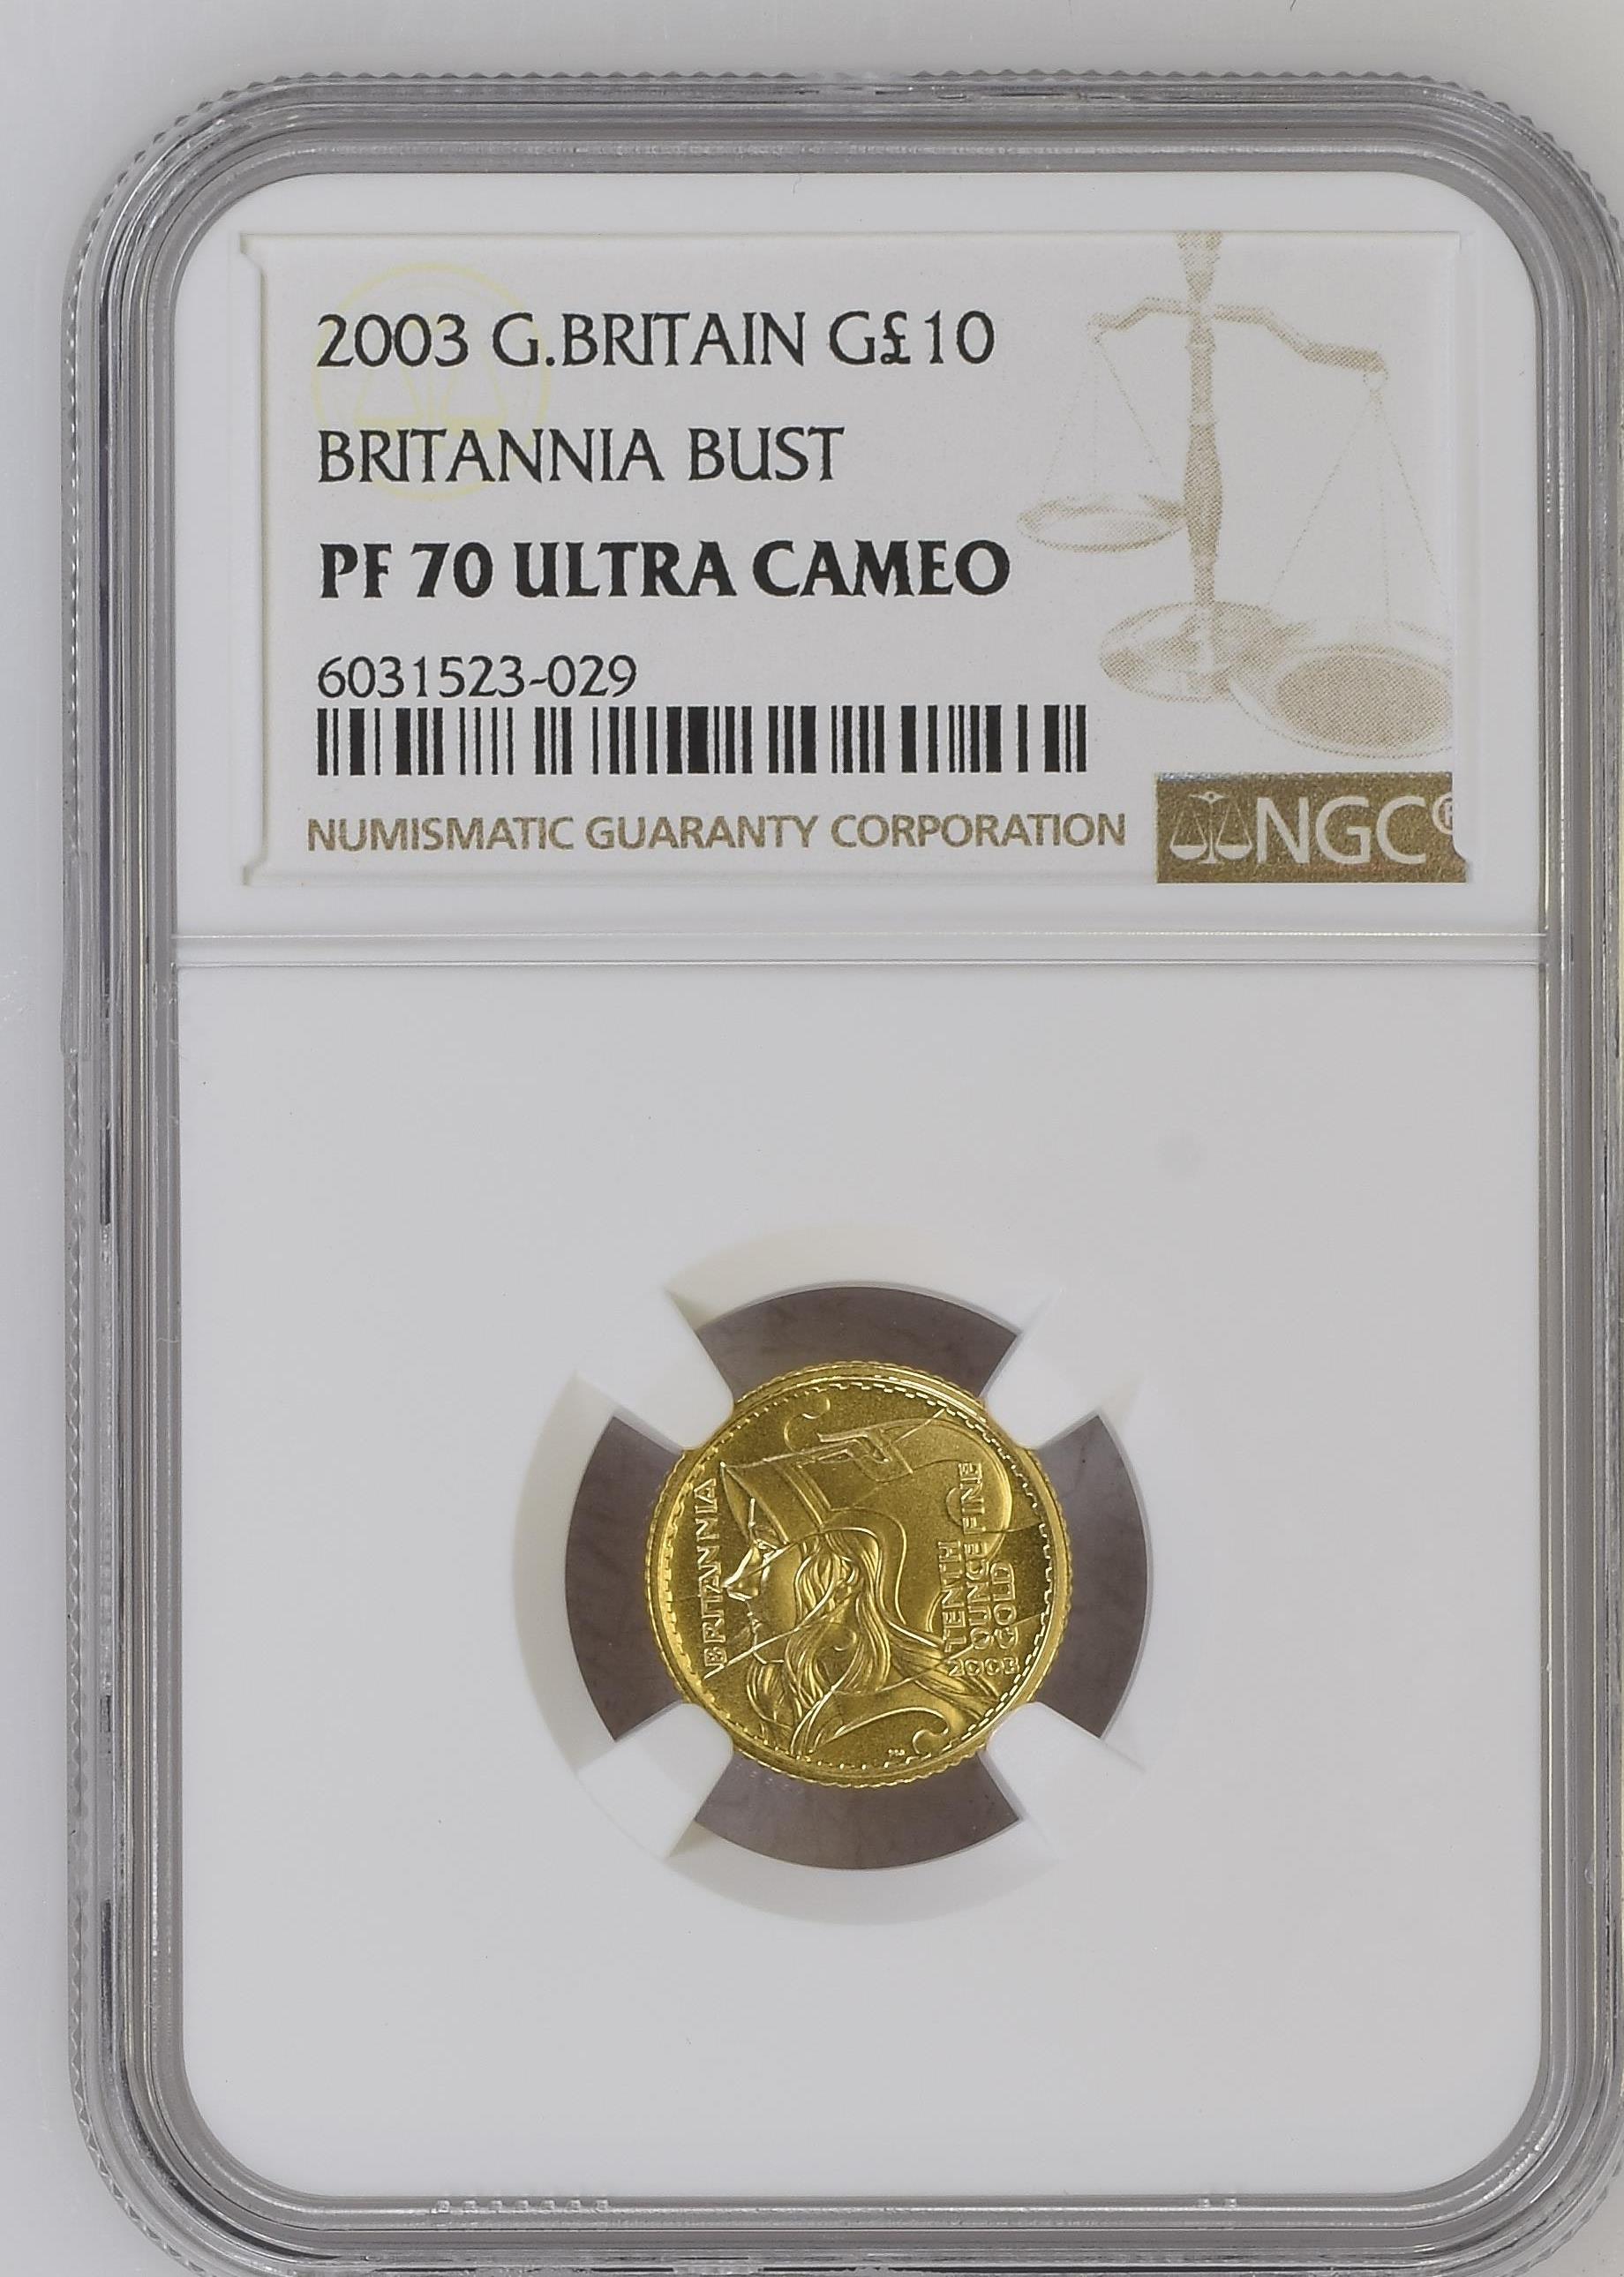 2003 G.BRITAIN G£10
BRITANNIA BUST
PF 70 ULTRA CAMEO
6031523-029
NUMISMATIC GUARANTY CORPORATION
NGC®
BRITANNIA
TENTH
OUNCE FINE
GOLD
2003